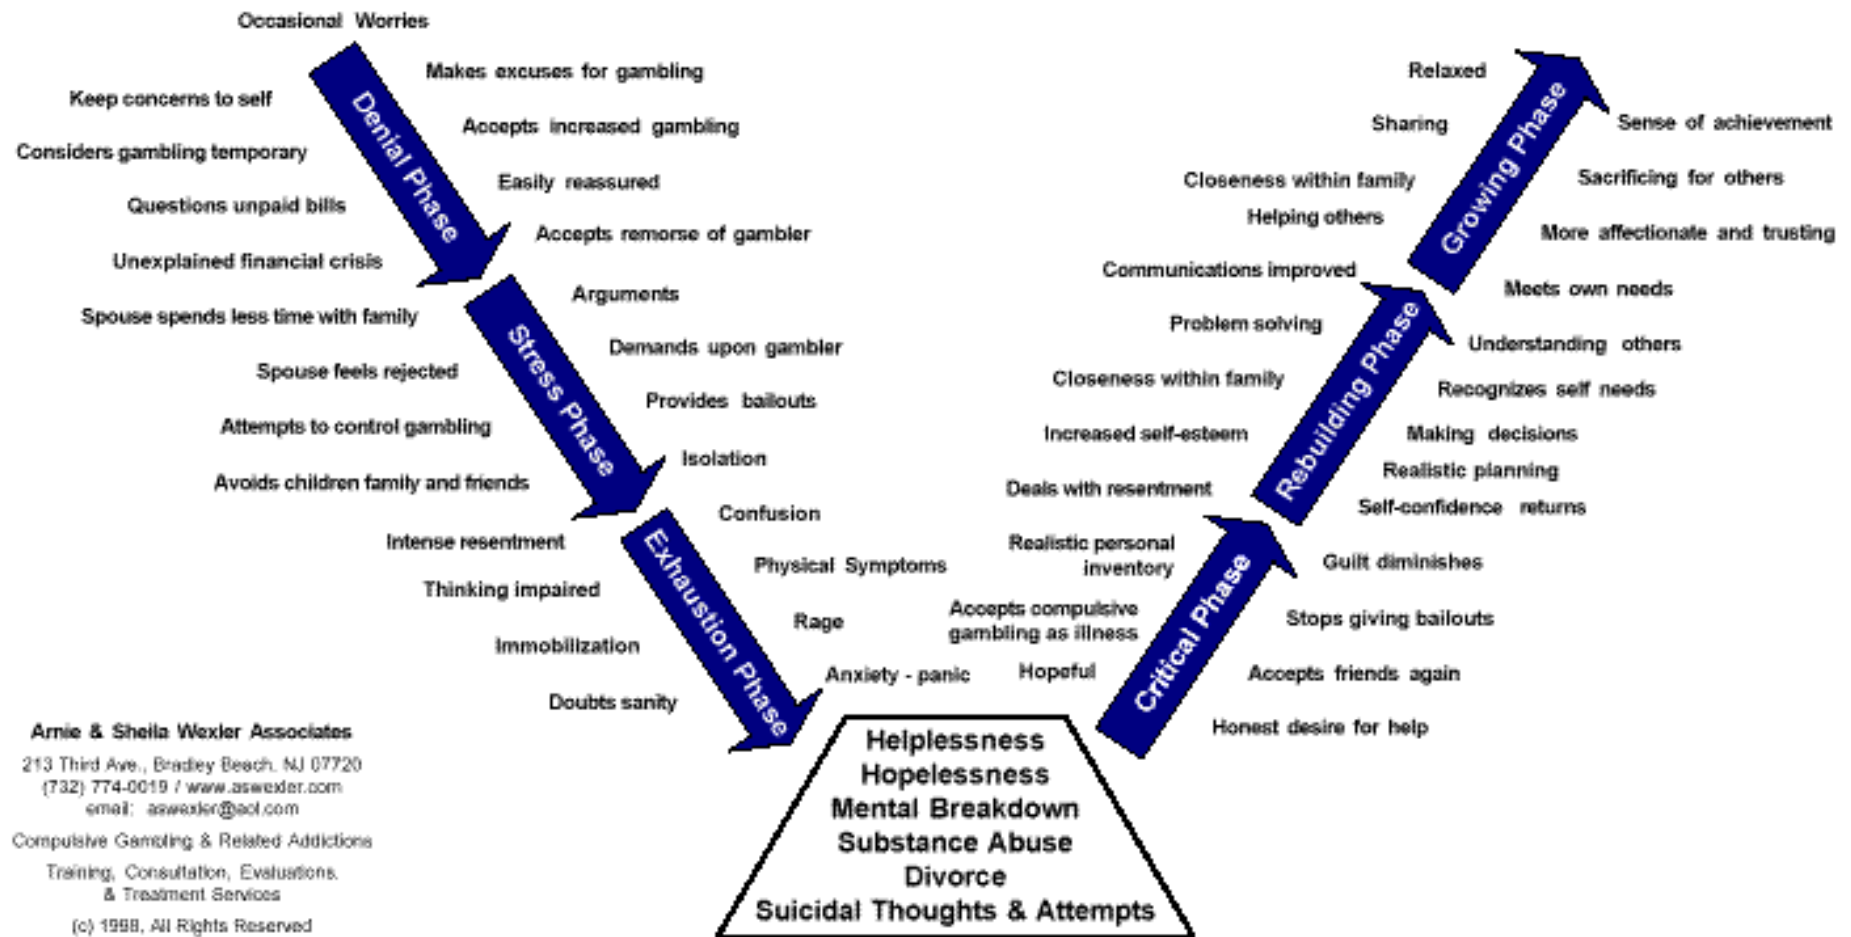 Occasional Worries
Denial Phase
Keep concerns to self
Considers gambling temporary
Questions unpaid bills
Unexplained financial crisis
Makes excuses for gambling
Accepts increased gambling
Easily reassured
Accepts remorse of gambler
Stress Phase
Spouse spends less time with family
Spouse feels rejected
Attempts to control gambling
Avoids children family and friends
Arguments
Demands upon gambler
Provides bailouts
Isolation
Exhaustion Phase
Intense resentment
Thinking impaired
Immobilization
Doubts sanity
Confusion
Physical Symptoms
Rage
Anxiety - panic
Helplessness
Hopelessness
Mental Breakdown
Substance Abuse
Divorce
Suicidal Thoughts & Attempts
Critical Phase
Hopeful
Accepts compulsive
gambling as illness
Realistic personal
inventory
Deals with resentment
Honest desire for help
Accepts friends again
Stops giving bailouts
Guilt diminishes
Rebuilding Phase
Increased self-esteem
Closeness within family
Problem solving
Communications improved
Self-confidence returns
Realistic planning
Making decisions
Recognizes self needs
Understanding others
Meets own needs
Growing Phase
Helping others
Closeness within family
Sharing
Relaxed
More affectionate and trusting
Sacrificing for others
Sense of achievement
Arnie & Sheila Wexler Associates
213 Third Ave., Bradley Beach, NJ 07720
(732) 774-0019 / www.aswexler.com
email: aswexler@aol.com
Compulsive Gambling & Related Addictions
Training, Consultation, Evaluations,
& Treatment Services
(c) 1998, All Rights Reserved